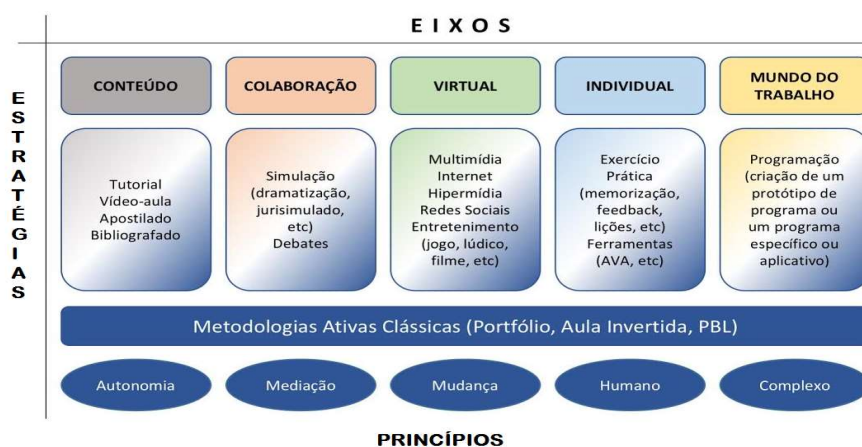 EIXOS
ESTRATÉGIAS
CONTEÚDO
COLABORAÇÃO
VIRTUAL
INDIVIDUAL
MUNDO DO
TRABALHO
Tutorial
Vídeo-aula
Apostilado
Bibliografado
Simulação
(dramatização,
jurisimulado,
etc)
Debates
Multimídia
Internet
Hipermídia
Redes Sociais
Entretenimento
(jogo, lúdico,
filme, etc)
Exercício
Prática
(memorização,
feedback,
lições, etc)
Ferramentas
(AVA, etc)
Programação
(criação de um
protótipo de
programa ou
um programa
específico ou
aplicativo)
Metodologias Ativas Clássicas (Portfólio, Aula Invertida, PBL)
Autonomia
Mediação
Mudança
Humano
Complexo
PRINCÍPIOS